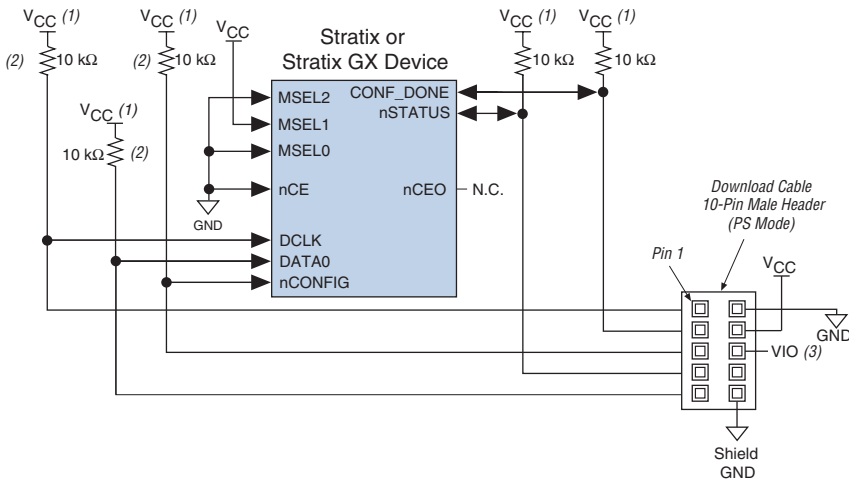 VCC (1)
VCC (1)
VCC
Stratix or
Stratix GX Device
VCC (1)
VCC (1)
(2) 10 kΩ
(2) 10 kΩ
10 kΩ
10 kΩ
MSEL2
CONF_DONE
nSTATUS
VCC (1)
MSEL1
10 kΩ (2)
MSEL0
nCE
nCEO
N.C.
GND
Download Cable
10-Pin Male Header
(PS Mode)
DCLK
DATA0
nCONFIG
Pin 1
VCC
GND
VIO (3)
Shield
GND